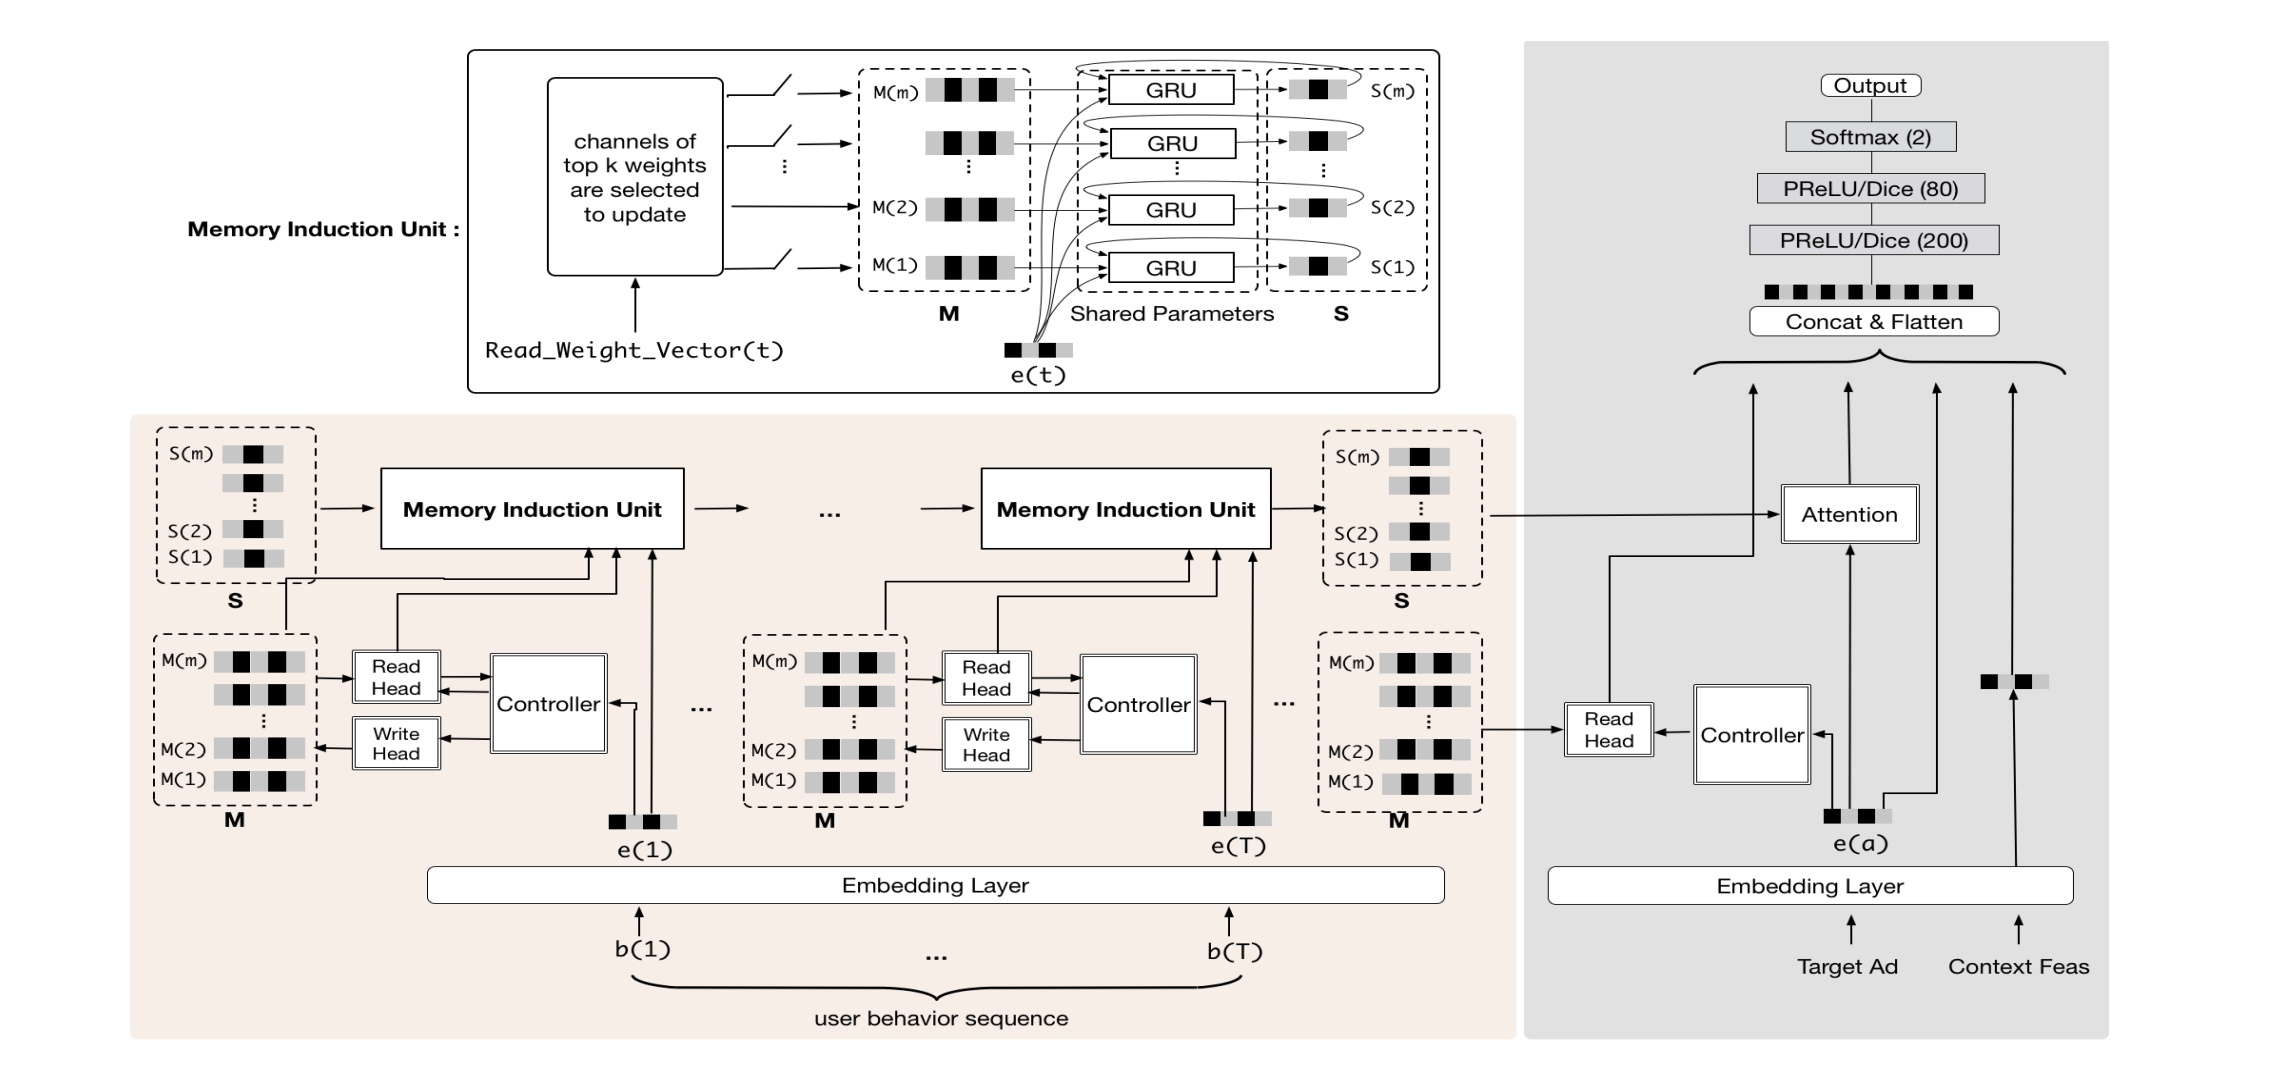 Memory Induction Unit :
channels of
top k weights
are selected
to update
Read_Weight_Vector(t)
M(m)
M(2)
M(1)
M
GRU
GRU
GRU
GRU
Shared Parameters
e(t)
S(m)
S(2)
S(1)
S
S(m)
S(2)
S(1)
S
Memory Induction Unit
...
Memory Induction Unit
S(m)
S(2)
S(1)
S
M(m)
M(2)
M(1)
M
Read
Head
Write
Head
Controller
...
M(m)
M(2)
M(1)
M
Read
Head
Write
Head
Controller
...
M(m)
M(2)
M(1)
M
e(1)
e(T)
Embedding Layer
b(1)
...
b(T)
user behavior sequence
Output
Softmax (2)
PReLU/Dice (80)
PReLU/Dice (200)
Concat & Flatten
Attention
Read
Head
Controller
e(a)
Embedding Layer
Target Ad
Context Feas